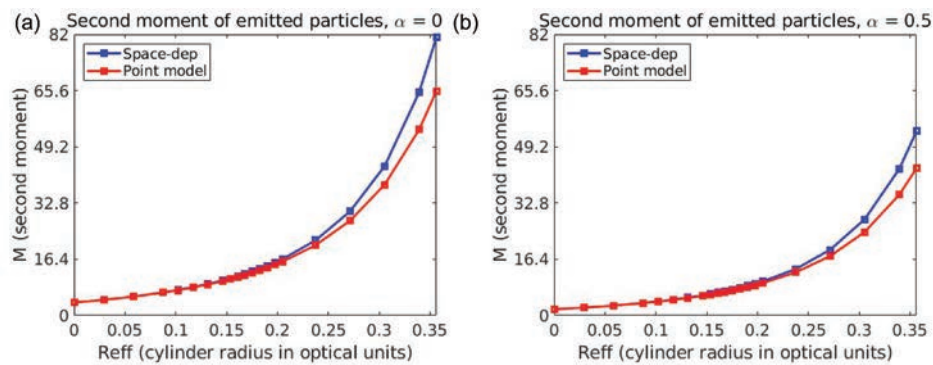 (a) Second moment of emitted particles, α = 0
82
65.6
49.2
32.8
16.4
0
M (second moment)
Space-dep
Point model
0 0.05 0.1 0.15 0.2 0.25 0.3 0.35
Reff (cylinder radius in optical units)
(b) Second moment of emitted particles, α = 0.5
82
65.6
49.2
32.8
16.4
0
M (second moment)
Space-dep
Point model
0 0.05 0.1 0.15 0.2 0.25 0.3 0.35
Reff (cylinder radius in optical units)